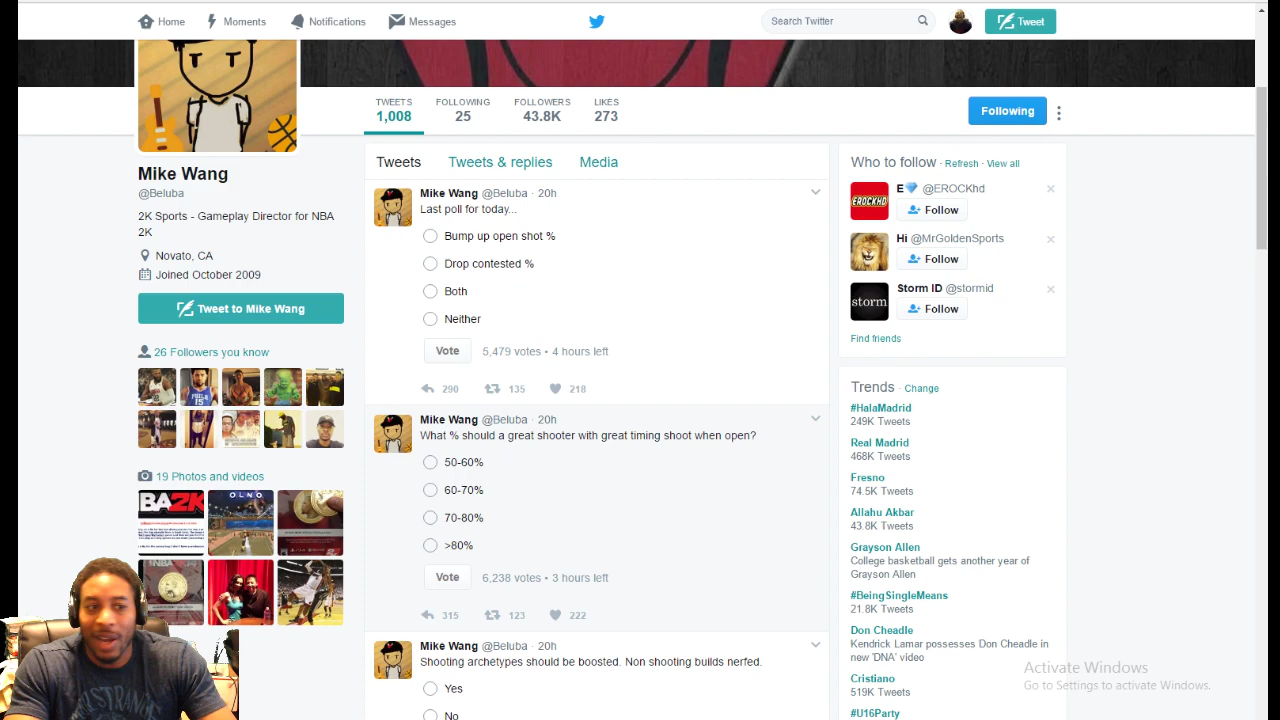 Home
Moments
Notifications
Messages
Search Twitter
Tweet
TWEETS
1,008
FOLLOWING
25
FOLLOWERS
43.8K
LIKES
273
Following
Mike Wang
@Beluba
2K Sports - Gameplay Director for NBA
2K
Novato, CA
Joined October 2009
Tweet to Mike Wang
26 Followers you know
19 Photos and videos
Tweets
Tweets & replies
Media
Mike Wang @Beluba · 20h
Last poll for today...
Bump up open shot %
Drop contested %
Both
Neither
Vote
5,479 votes • 4 hours left
290
135
218
Mike Wang @Beluba · 20h
What % should a great shooter with great timing shoot when open?
50-60%
60-70%
70-80%
>80%
Vote
6,238 votes • 3 hours left
315
123
222
Mike Wang @Beluba · 20h
Shooting archetypes should be boosted. Non shooting builds nerfed.
Yes
No
Who to follow · Refresh · View all
E @EROCKhd
EROCKHD
Follow
Hi @MrGoldenSports
Follow
Storm ID @stormid
storm
Follow
Find friends
Trends · Change
#HalaMadrid
249K Tweets
Real Madrid
468K Tweets
Fresno
74.5K Tweets
Allahu Akbar
43.8K Tweets
Grayson Allen
College basketball gets another year of
Grayson Allen
#BeingSingleMeans
21.8K Tweets
Don Cheadle
Kendrick Lamar possesses Don Cheadle in
new 'DNA' video
Cristiano
519K Tweets
#U16Party
Activate Windows
Go to Settings to activate Windows.